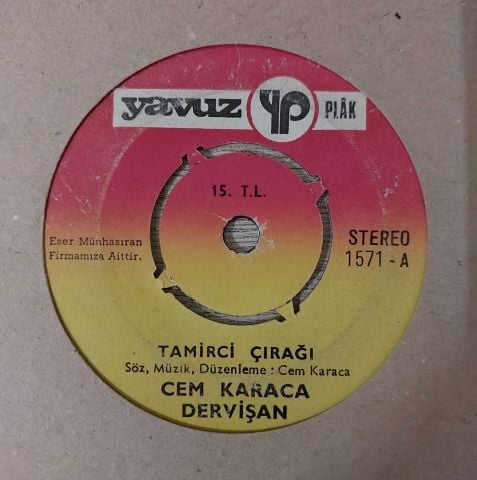 yavuz yp PLÂK
15. T.L.
Eser Münhasıran
Firmamıza Aittir.
STEREO
1571 - A
TAMİRCİ ÇIRAĞI
Söz, Müzik, Düzenleme : Cem Karaca
CEM KARACA
DERVİŞAN